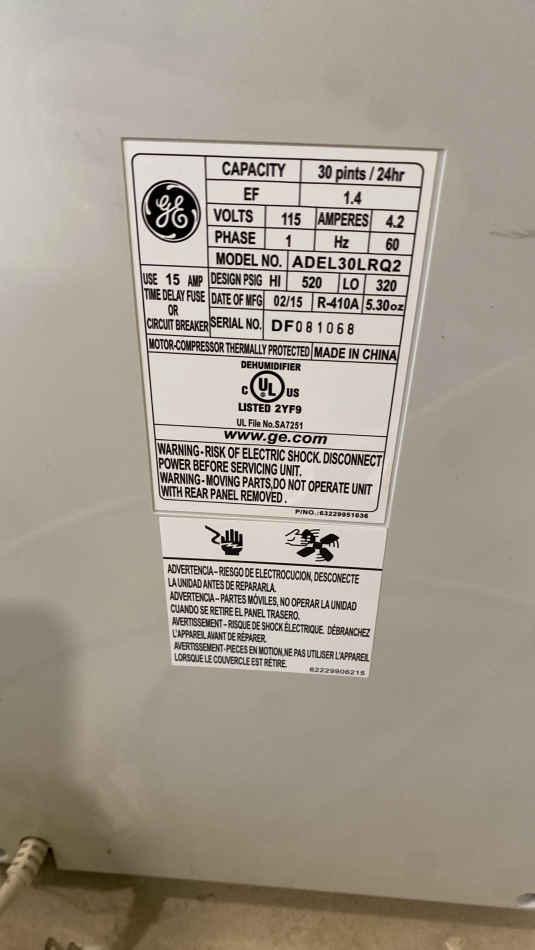 GE
CAPACITY 30 pints / 24hr
EF 1.4
VOLTS 115 AMPERES 4.2
PHASE 1 Hz 60
MODEL NO. ADEL30LRQ2
USE 15 AMP
TIME DELAY FUSE
OR
CIRCUIT BREAKER
DESIGN PSIG HI 520 LO 320
DATE OF MFG 02/15 R-410A 5.30oz
SERIAL NO. DF081068
MOTOR-COMPRESSOR THERMALLY PROTECTED MADE IN CHINA
DEHUMIDIFIER
C UL US
LISTED 2YF9
UL File No.SA7251
www.ge.com
WARNING-RISK OF ELECTRIC SHOCK. DISCONNECT
POWER BEFORE SERVICING UNIT.
WARNING-MOVING PARTS,DO NOT OPERATE UNIT
WITH REAR PANEL REMOVED.
P/NO.:63229951636
ADVERTENCIA-RIESGO DE ELECTROCUCION, DESCONECTE
LA UNIDAD ANTES DE REPARARLA.
ADVERTENCIA-PARTES MÓVILES, NO OPERAR LA UNIDAD
CUANDO SE RETIRE EL PANEL TRASERO.
AVERTISSEMENT-RISQUE DE SHOCK ÉLECTRIQUE. DÉBRANCHEZ
L'APPAREIL AVANT DE RÉPARER.
AVERTISSEMENT-PIECES EN MOTION,NE PAS UTILISER L'APPAREIL
LORSQUE LE COUVERCLE EST RÉTIRE.
62229906215